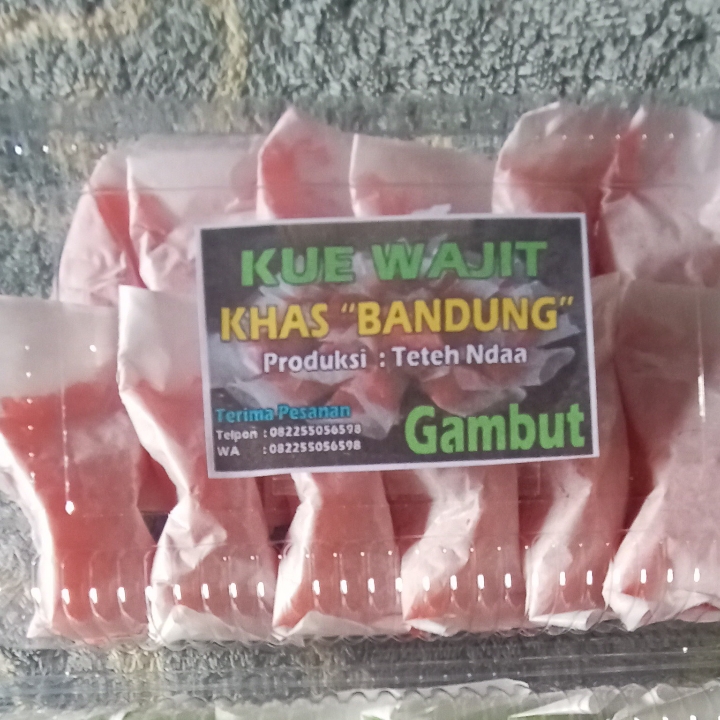 KUE WAJIT
KHAS "BANDUNG"
Produksi : Teteh Ndaa
Terima Pesanan
Telpon : 082255056598
WA : 082255056598
Gambut